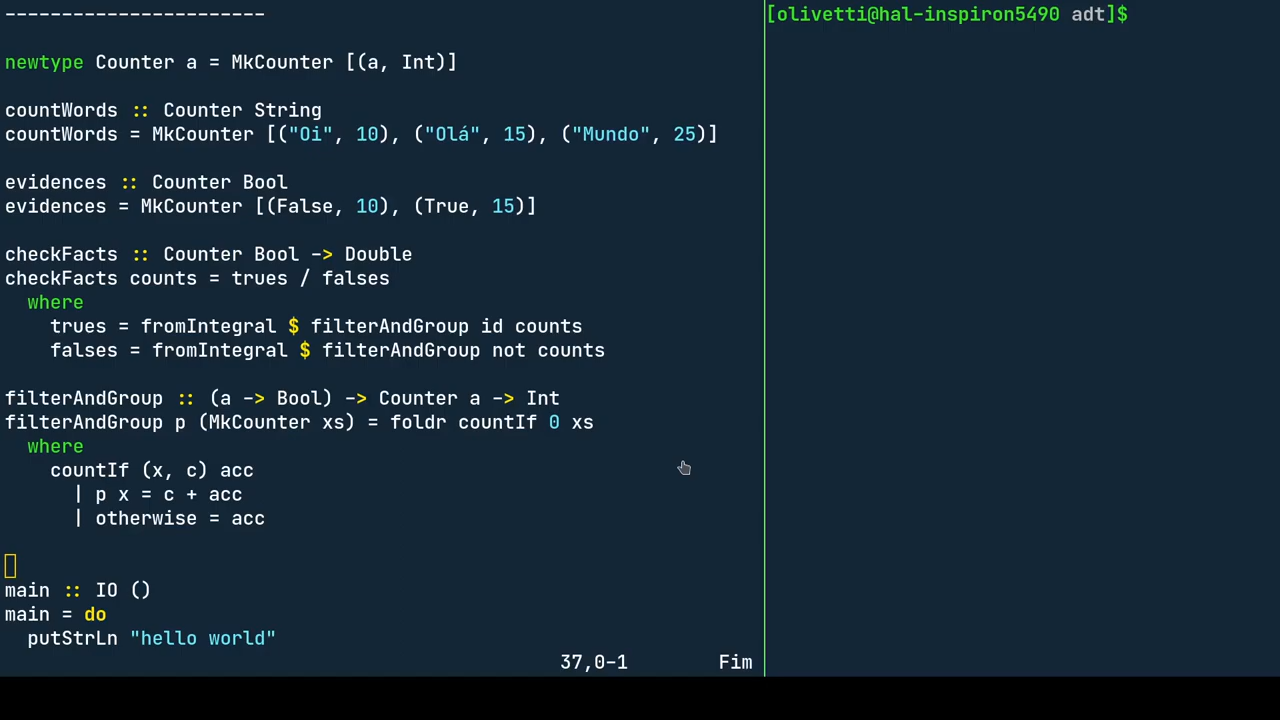 -----------------------
newtype Counter a = MkCounter [(a, Int)]
countWords :: Counter String
countWords = MkCounter [("Oi", 10), ("Olá", 15), ("Mundo", 25)]
evidences :: Counter Bool
evidences = MkCounter [(False, 10), (True, 15)]
checkFacts :: Counter Bool -> Double
checkFacts counts = trues / falses
  where
    trues = fromIntegral $ filterAndGroup id counts
    falses = fromIntegral $ filterAndGroup not counts
filterAndGroup :: (a -> Bool) -> Counter a -> Int
filterAndGroup p (MkCounter xs) = foldr countIf 0 xs
  where
    countIf (x, c) acc
      | p x = c + acc
      | otherwise = acc
main :: IO ()
main = do
  putStrLn "hello world"
37,0-1 Fim
[olivetti@hal-inspiron5490 adt]$